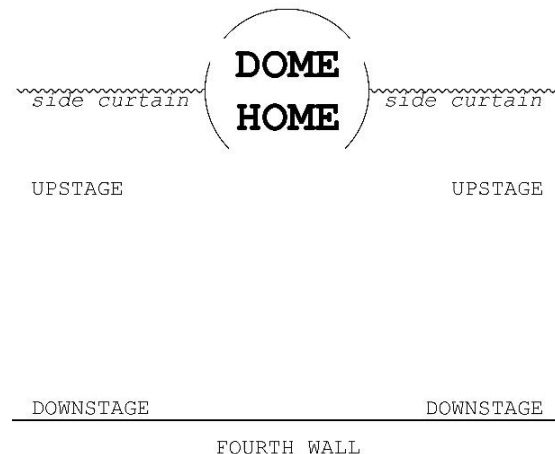 DOME
HOME
side curtain side curtain
UPSTAGE UPSTAGE
DOWNSTAGE DOWNSTAGE
FOURTH WALL